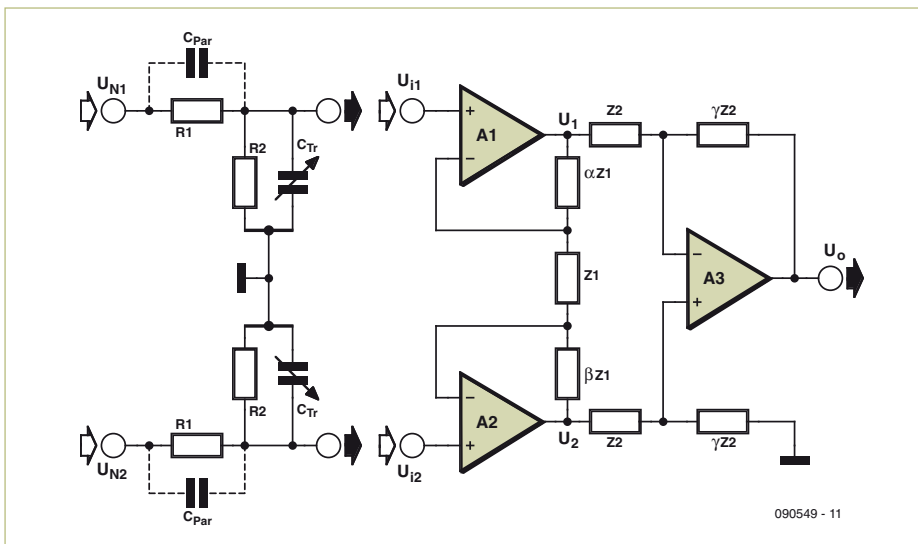 CPar
UN1
R1
R2
CTr
Ui1
+
A1
−
U1
Z2
γZ2
αZ1
Z1
−
A3
+
Uo
βZ1
R2
CTr
R1
UN2
CPar
Ui2
−
A2
+
U2
Z2
γZ2
090549 - 11